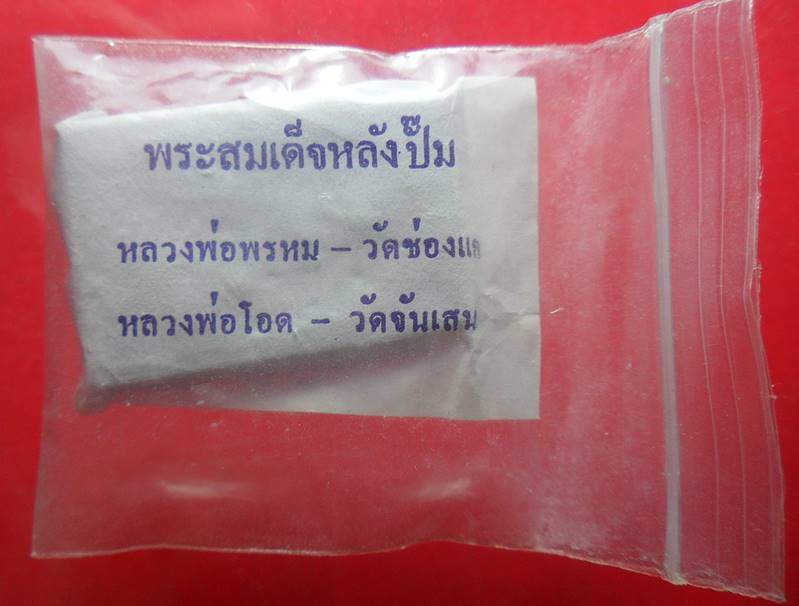 พระสมเด็จหลังปั๊ม
หลวงพ่อพรหม – วัดช่องแค
หลวงพ่อโอด – วัดจันเสน